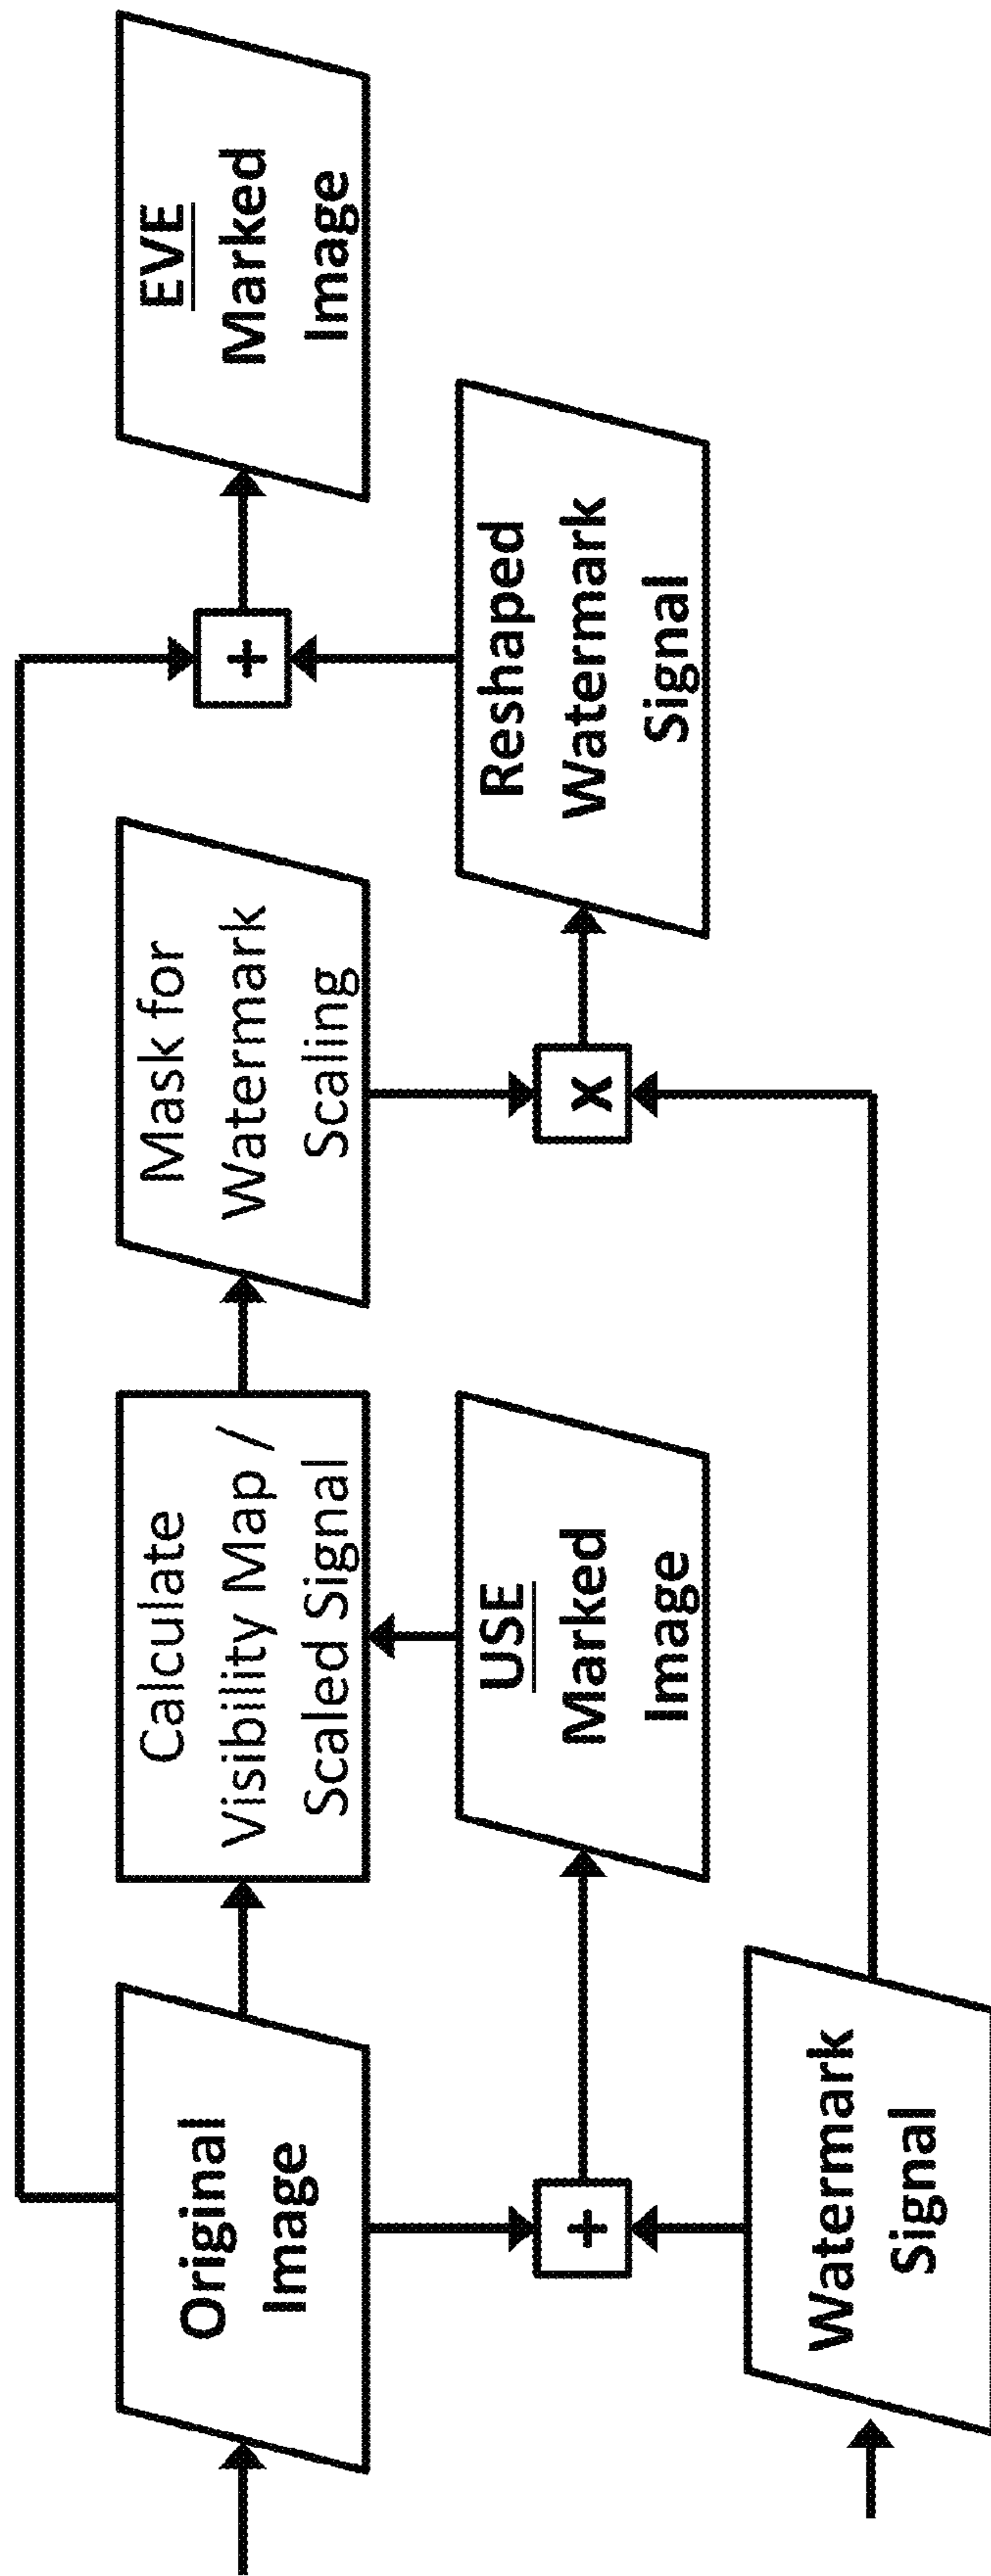 Original
Image
Calculate
Visibility Map /
Scaled Signal
Mask for
Watermark
Scaling
+
EVE
Marked
Image
+
USE
Marked
Image
X
Reshaped
Watermark
Signal
Watermark
Signal